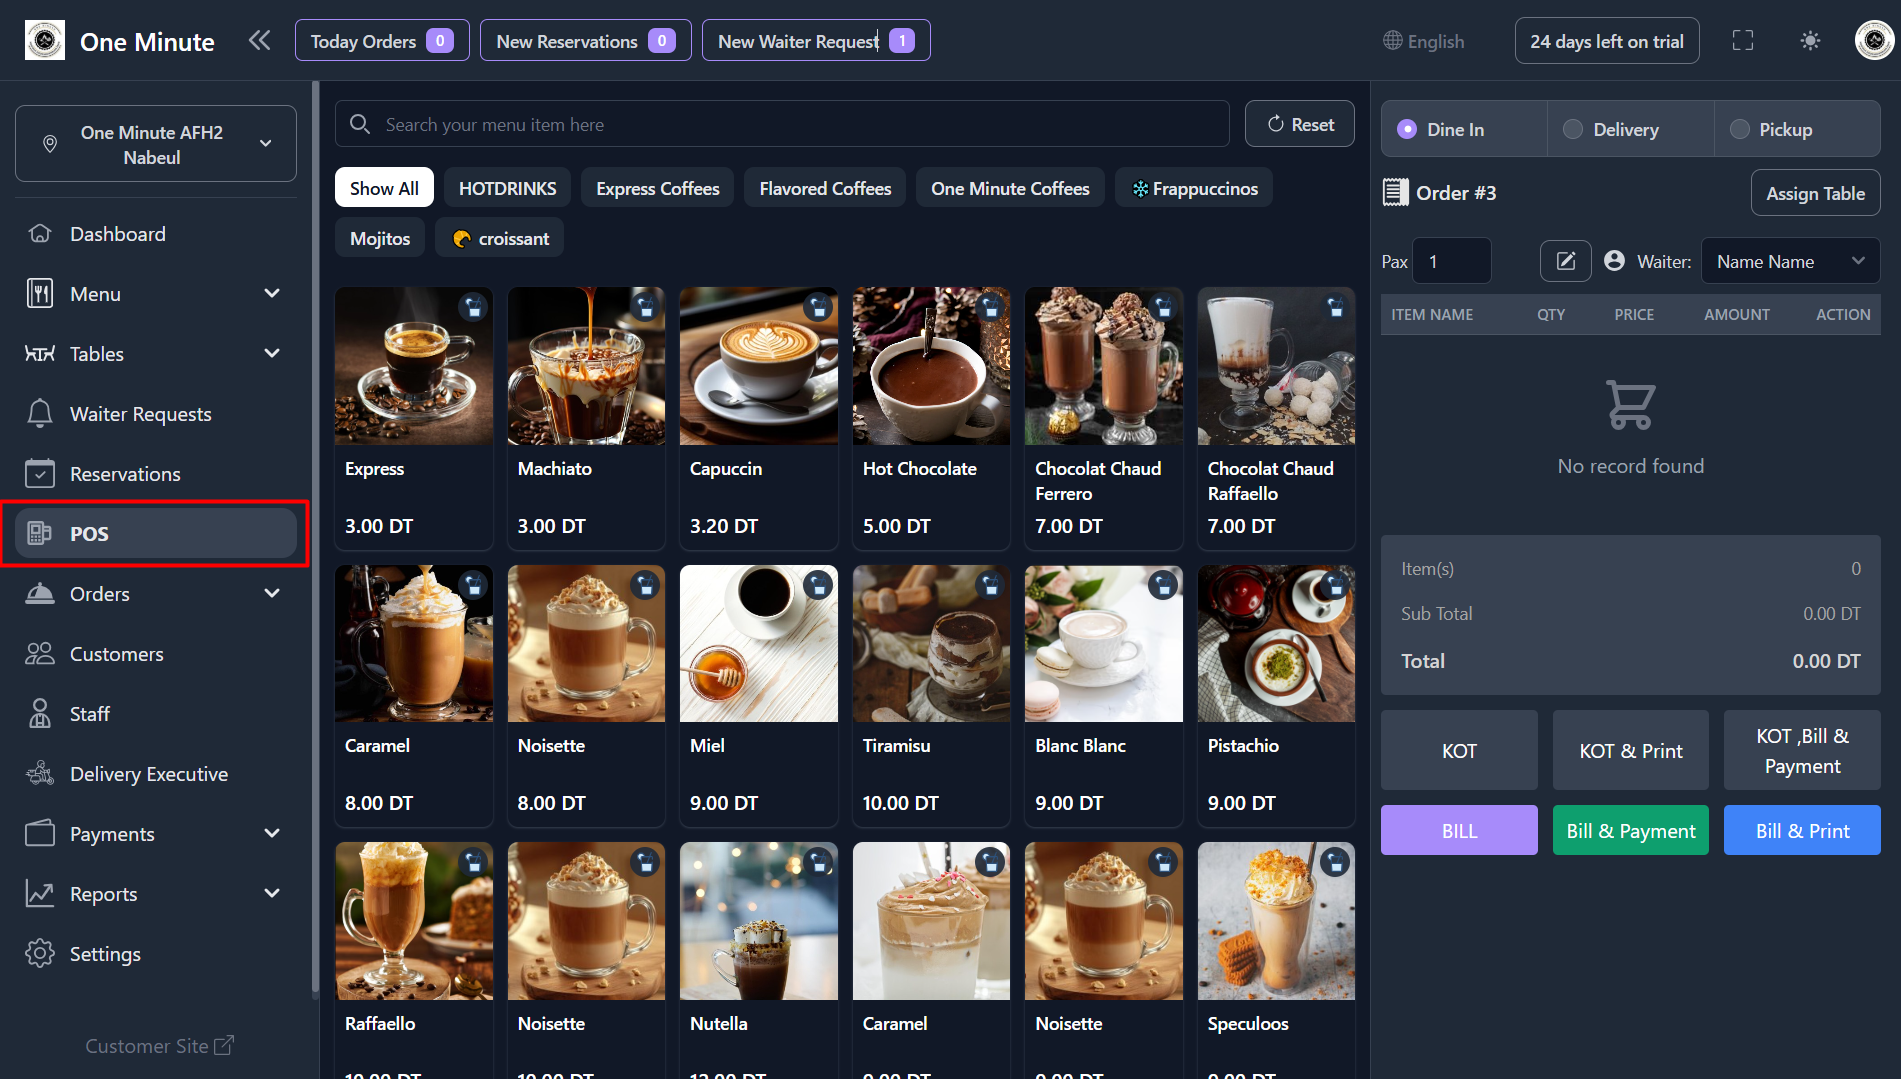 One Minute
Today Orders 0
New Reservations 0
New Waiter Request 1
English
24 days left on trial
One Minute AFH2
Nabeul
Dashboard
Menu
Tables
Waiter Requests
Reservations
POS
Orders
Customers
Staff
Delivery Executive
Payments
Reports
Settings
Customer Site
Search your menu item here
Reset
Show All
HOTDRINKS
Express Coffees
Flavored Coffees
One Minute Coffees
Frappuccinos
Mojitos
croissant
Express
3.00 DT
Machiato
3.00 DT
Capuccin
3.20 DT
Hot Chocolate
5.00 DT
Chocolat Chaud
Ferrero
7.00 DT
Chocolat Chaud
Raffaello
7.00 DT
Caramel
8.00 DT
Noisette
8.00 DT
Miel
9.00 DT
Tiramisu
10.00 DT
Blanc Blanc
9.00 DT
Pistachio
9.00 DT
Raffaello
Noisette
Nutella
Caramel
Noisette
Speculoos
Dine In
Delivery
Pickup
Order #3
Assign Table
Pax 1
Waiter: Name Name
ITEM NAME QTY PRICE AMOUNT ACTION
No record found
Item(s) 0
Sub Total 0.00 DT
Total 0.00 DT
KOT
KOT & Print
KOT ,Bill &
Payment
BILL
Bill & Payment
Bill & Print